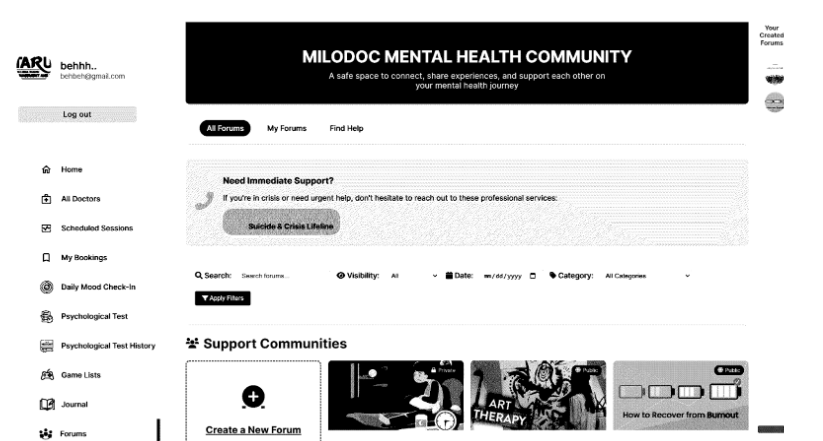 Your
Created
Forums
MILODOC MENTAL HEALTH COMMUNITY
A safe space to connect, share experiences, and support each other on
your mental health journey
behhh..
behbeh@gmail.com
Log out
All Forums
My Forums
Find Help
Home
All Doctors
Scheduled Sessions
My Bookings
Daily Mood Check-In
Psychological Test
Psychological Test History
Game Lists
Journal
Forums
Need Immediate Support?
If you're in crisis or need urgent help, don't hesitate to reach out to these professional services:
Suicide & Crisis Lifeline
Search: Search forums... Visibility: All Date: mm/dd/yyyy Category: All Categories
Apply Filters
Support Communities
Create a New Forum
Private
Public
ART
THERAPY
Public
How to Recover from Burnout